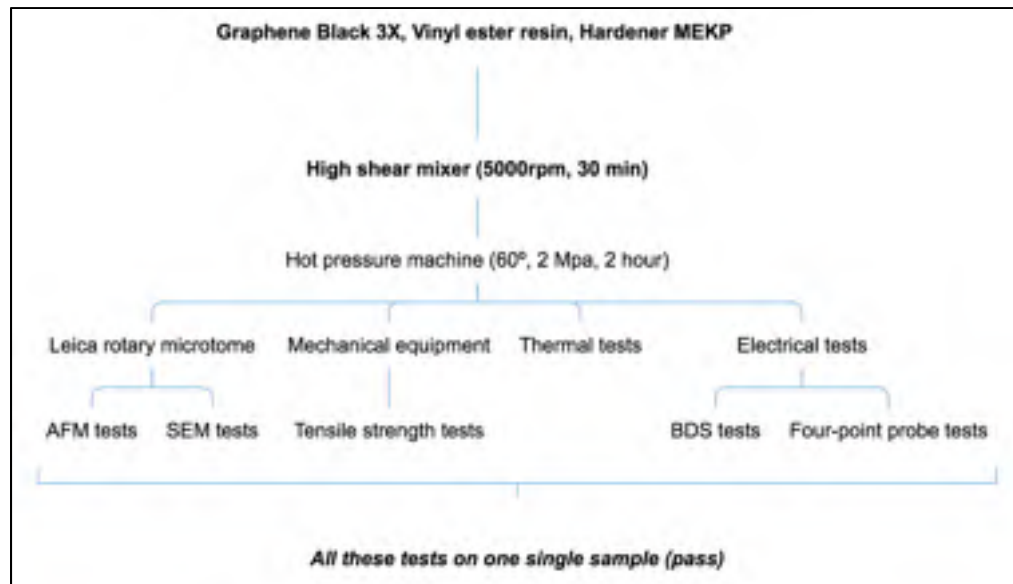 Graphene Black 3X, Vinyl ester resin, Hardener MEKP
High shear mixer (5000rpm, 30 min)
Hot pressure machine (60º, 2 Mpa, 2 hour)
Leica rotary microtome Mechanical equipment Thermal tests Electrical tests
AFM tests SEM tests Tensile strength tests BDS tests Four-point probe tests
All these tests on one single sample (pass)